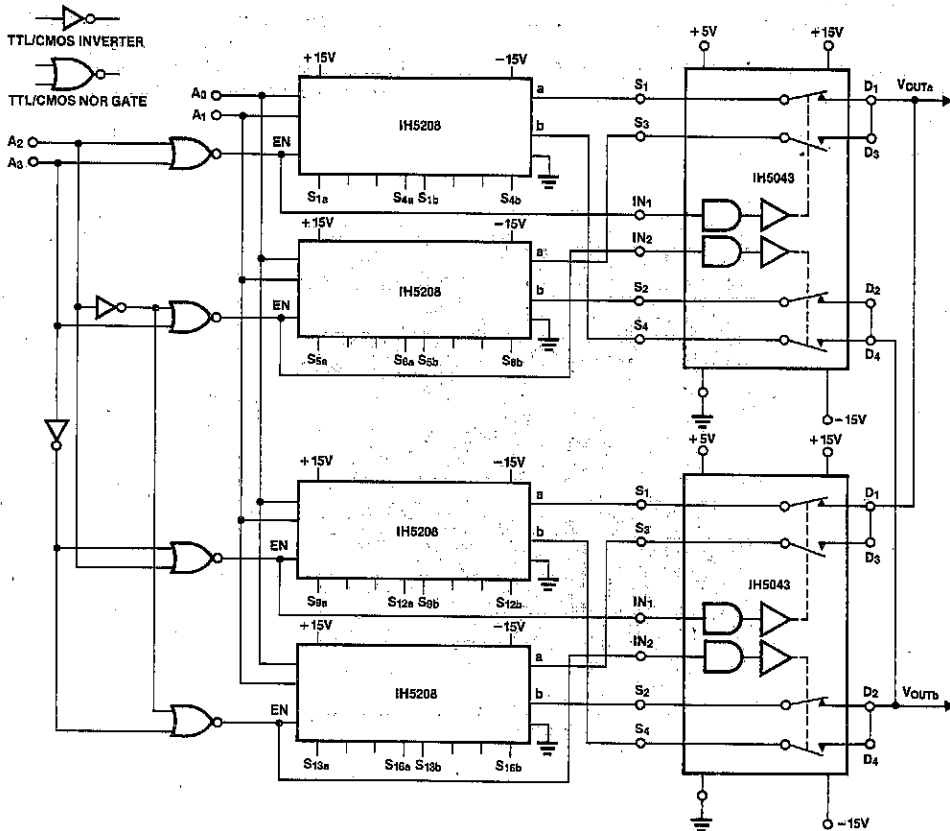 TTL/CMOS INVERTER
TTL/CMOS NOR GATE
+5V
+15V
+15V
-15V
A0
A1
a
S1
D1
VOUTa
A2
A3
IH5208
b
S3
D3
EN
IH5043
S1a
S4a S1b
S4b
IN1
+15V
-15V
IN2
a
IH5208
b
S2
D2
EN
S4
D4
S5a
S8a S5b
S8b
-15V
+5V
+15V
+15V
-15V
a
S1
D1
IH5208
b
S3
D3
EN
IH5043
S9a
S12a S9b
S12b
IN1
+15V
-15V
IN2
a
IH5208
b
S2
D2
VOUTb
EN
S4
D4
S13a
S16a S13b
S16b
-15V